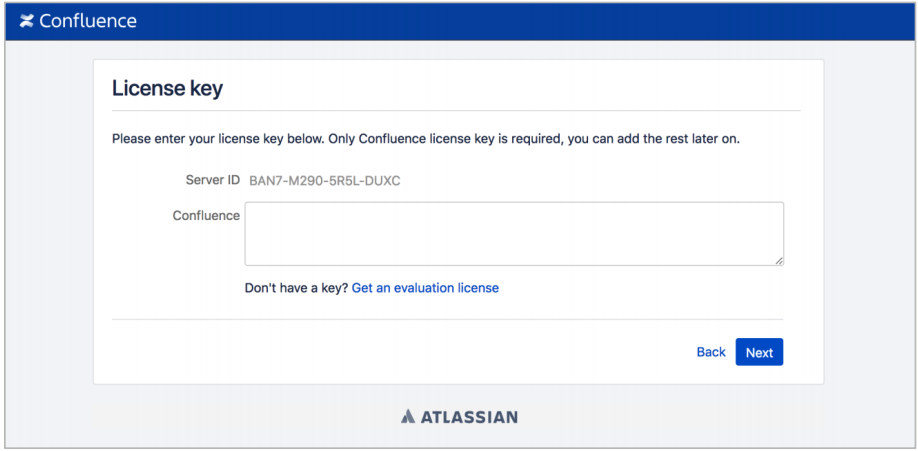 Confluence
License key
Please enter your license key below. Only Confluence license key is required, you can add the rest later on.
Server ID BAN7-M290-5R5L-DUXC
Confluence
Don't have a key? Get an evaluation license
Back Next
ATLASSIAN